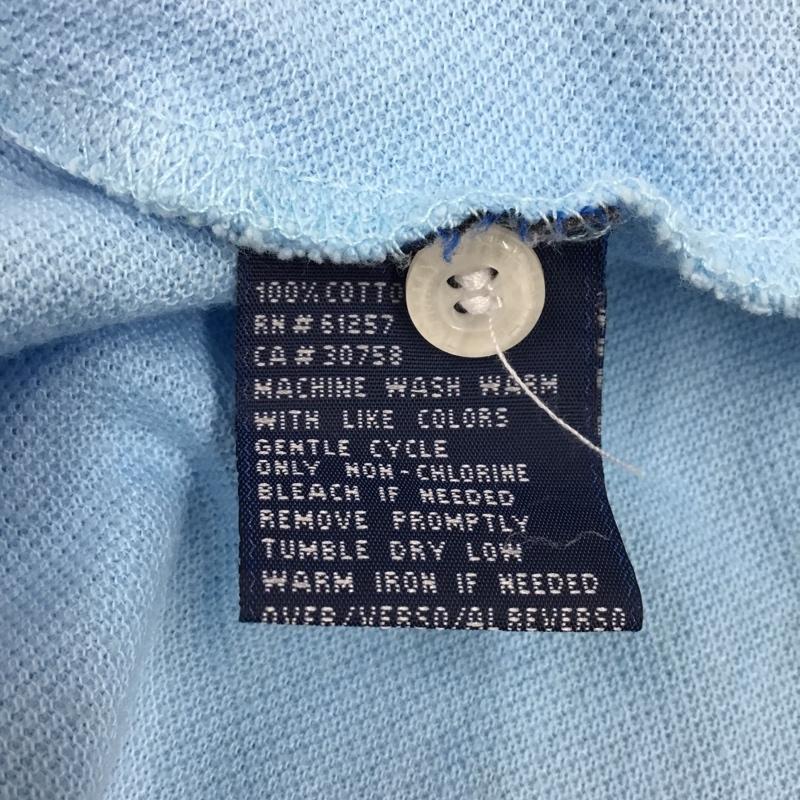 100% COTTO
RN# 61257
CA# 30758
MACHINE WASH WARM
WITH LIKE COLORS
GENTLE CYCLE
ONLY NON-CHLORINE
BLEACH IF NEEDED
REMOVE PROMPTLY
TUMBLE DRY LOW
WARM IRON IF NEEDED
OVER/VERSO/AL REVERSO